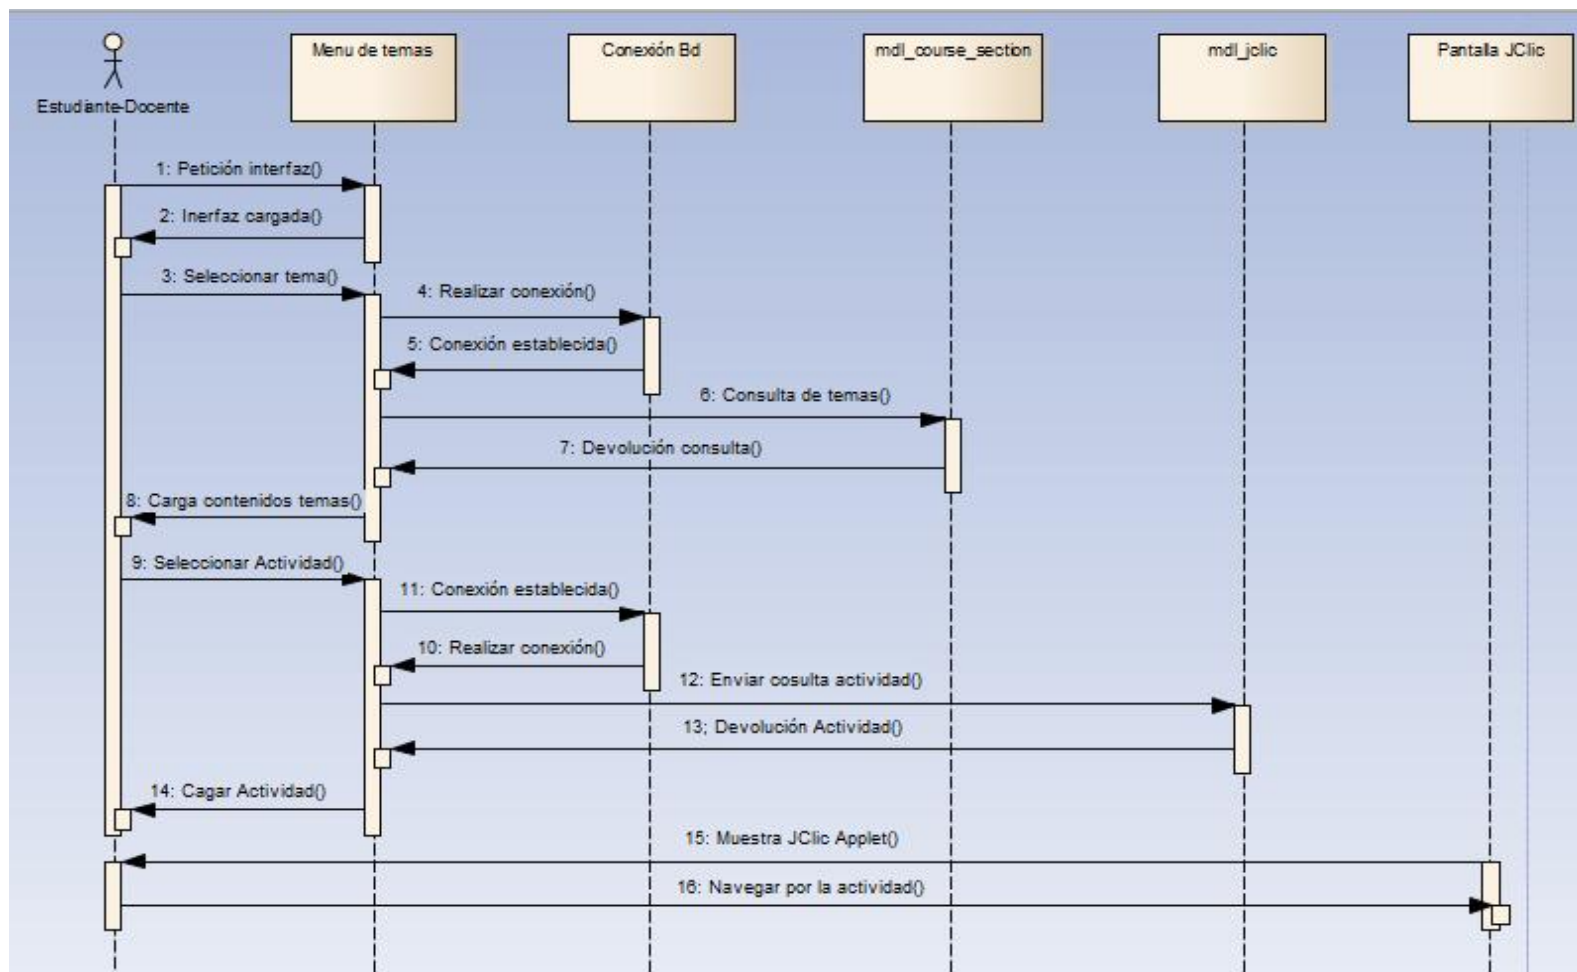 Menu de temas
Conexión Bd
mdl_course_section
mdl_jclic
Pantalla JClic
Estudiante-Docente
1: Petición interfaz()
2: Inerfaz cargada()
3: Seleccionar tema()
4: Realizar conexión()
5: Conexión establecida()
6: Consulta de temas()
7: Devolución consulta()
8: Carga contenidos temas()
9: Seleccionar Actividad()
11: Conexión establecida()
10: Realizar conexión()
12: Enviar cosulta actividad()
13; Devolución Actividad()
14: Cagar Actividad()
15: Muestra JClic Applet()
16: Navegar por la actividad()